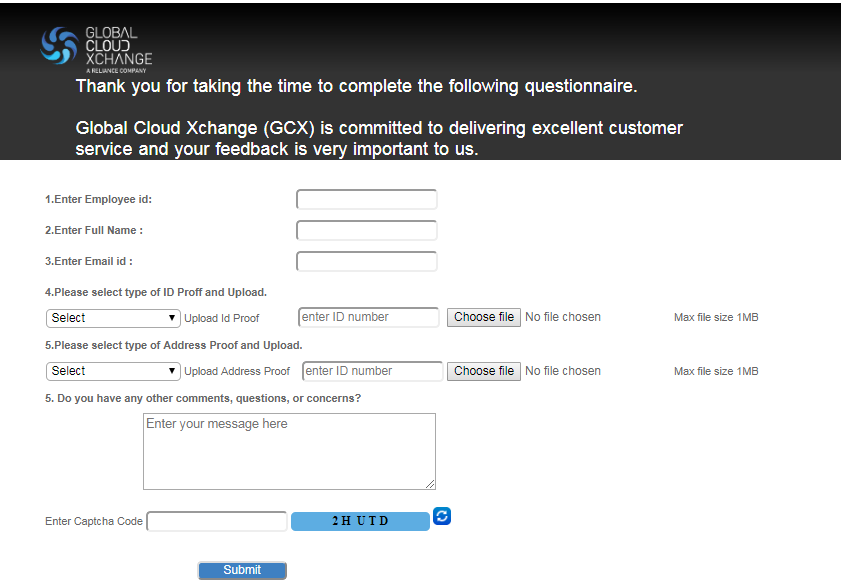 GLOBAL
CLOUD
XCHANGE
A RELIANCE COMPANY
Thank you for taking the time to complete the following questionnaire.
Global Cloud Xchange (GCX) is committed to delivering excellent customer
service and your feedback is very important to us.
1.Enter Employee id:
2.Enter Full Name :
3.Enter Email id :
4.Please select type of ID Proff and Upload.
Select Upload Id Proof enter ID number Choose file No file chosen Max file size 1MB
5.Please select type of Address Proof and Upload.
Select Upload Address Proof enter ID number Choose file No file chosen Max file size 1MB
5. Do you have any other comments, questions, or concerns?
Enter your message here
Enter Captcha Code 2 H U T D
Submit